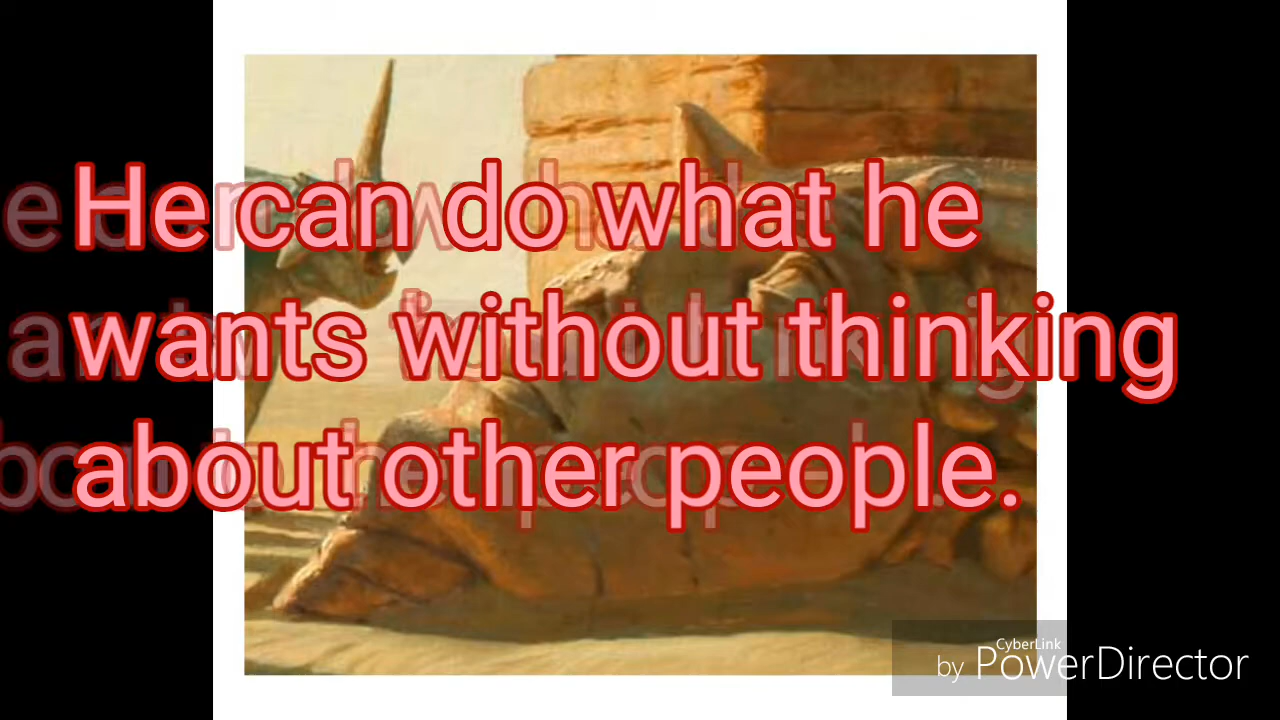 He can do what he
wants without thinking
about other people.
CyberLink
by PowerDirector